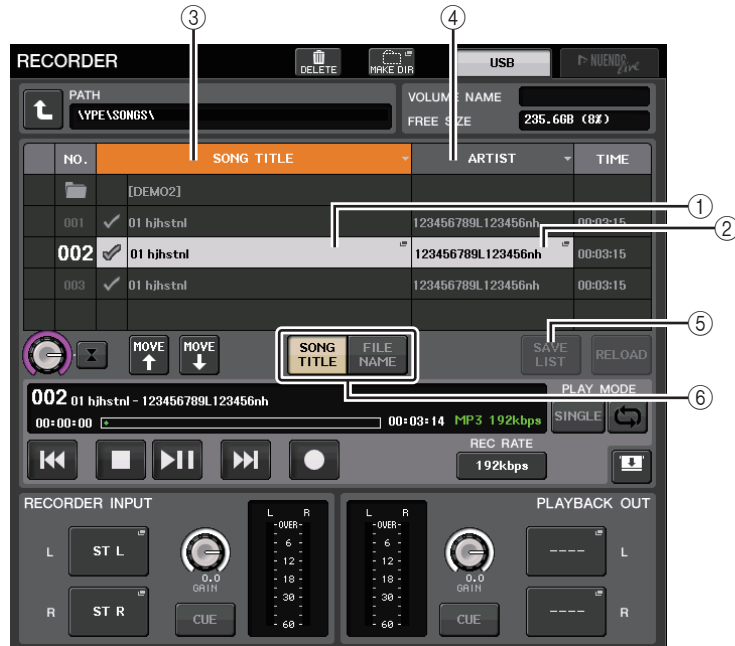 ③ ④
RECORDER DELETE MAKE DIR USB NUENDO Live
PATH VOLUME NAME
\YPE\SONGS\ FREE SIZE 235.6GB (8%)
NO. SONG TITLE ARTIST TIME
[DEMO2]
001 01 hjhstnl 123456789L123456nh 00:03:15
①
002 01 hjhstnl 123456789L123456nh 00:03:15
②
003 01 hjhstnl 123456789L123456nh 00:03:15
⑤
MOVE MOVE SONG TITLE FILE NAME SAVE LIST RELOAD
⑥
002 01 hjhstnl - 123456789L123456nh PLAY MODE
00:00:00 00:03:14 MP3 192kbps SINGLE
REC RATE
192kbps
RECORDER INPUT L R L R PLAYBACK OUT
-OVER- -OVER-
L ST L 0.0 GAIN - 6 - - 6 - 0.0 GAIN ---- L
- 12 - - 12 -
- 18 - - 18 -
- 30 - - 30 -
R ST R CUE - 60 - - 60 - CUE ---- R